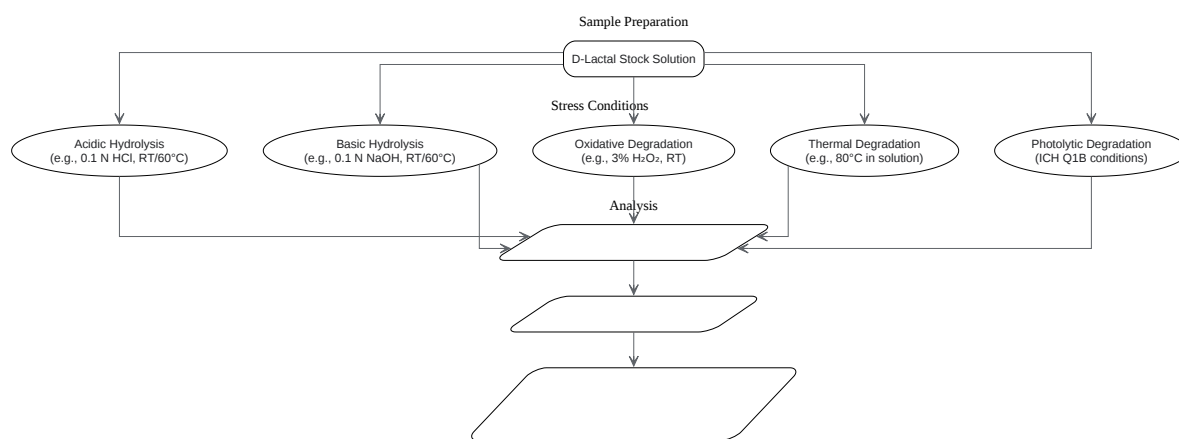 Sample Preparation
D-Lactal Stock Solution
Stress Conditions
Acidic Hydrolysis
(e.g., 0.1 N HCl, RT/60°C)
Basic Hydrolysis
(e.g., 0.1 N NaOH, RT/60°C)
Oxidative Degradation
(e.g., 3% H₂O₂, RT)
Thermal Degradation
(e.g., 80°C in solution)
Photolytic Degradation
(ICH Q1B conditions)
Analysis